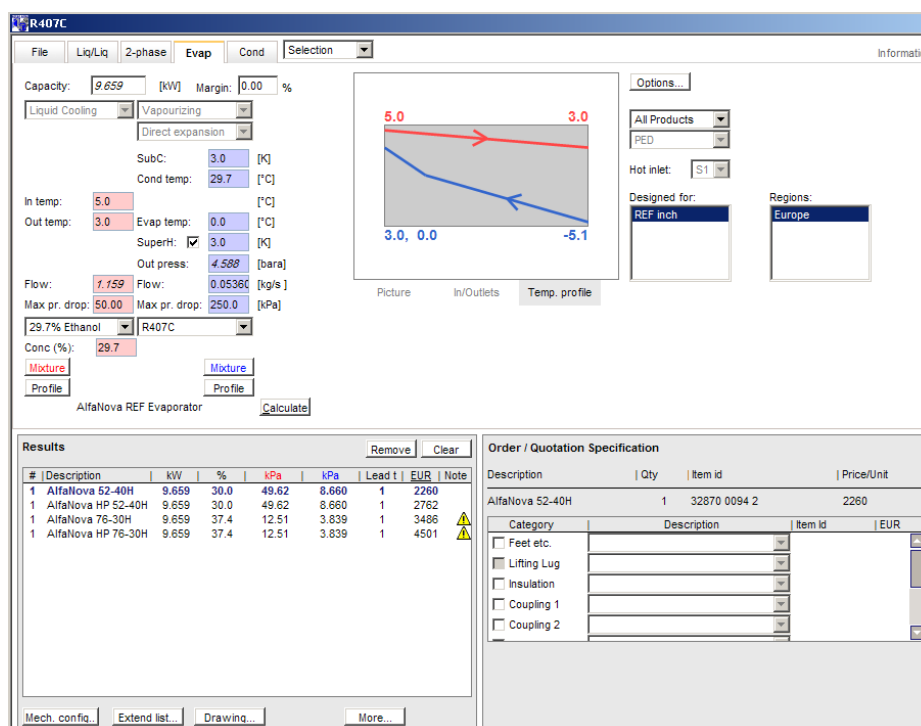 R407C
File Liq/Liq 2-phase Evap Cond Selection
Capacity: 9.659 [kW] Margin: 0.00 %
Options...
Liquid Cooling Vapourizing
Direct expansion
5.0 3.0
All Products
PED
SubC: 3.0 [K]
Cond temp: 29.7 [°C]
Hot inlet: S1
In temp: 5.0 [°C]
Out temp: 3.0 Evap temp: 0.0 [°C]
Designed for: Regions:
REF inch Europe
SuperH: 3.0 [K]
3.0, 0.0 -5.1
Out press: 4.588 [bara]
Flow: 1.159 Flow: 0.05360 [kg/s ]
Max pr. drop: 50.00 Max pr. drop: 250.0 [kPa]
Picture In/Outlets Temp. profile
29.7% Ethanol R407C
Conc (%): 29.7
Mixture Mixture
Profile Profile
AlfaNova REF Evaporator Calculate
Results Remove Clear
# |Description | kW | % | kPa | kPa | Lead t | EUR | Note
1 AlfaNova 52-40H 9.659 30.0 49.62 8.660 1 2260
1 AlfaNova HP 52-40H 9.659 30.0 49.62 8.660 1 2762
1 AlfaNova 76-30H 9.659 37.4 12.51 3.839 1 3486
1 AlfaNova HP 76-30H 9.659 37.4 12.51 3.839 1 4501
Mech. config.. Extend list... Drawing... More...
Order / Quotation Specification
Description | Qty | Item id | Price/Unit
AlfaNova 52-40H 1 32870 0094 2 2260
Category | Description | Item Id | EUR
Feet etc.
Lifting Lug
Insulation
Coupling 1
Coupling 2